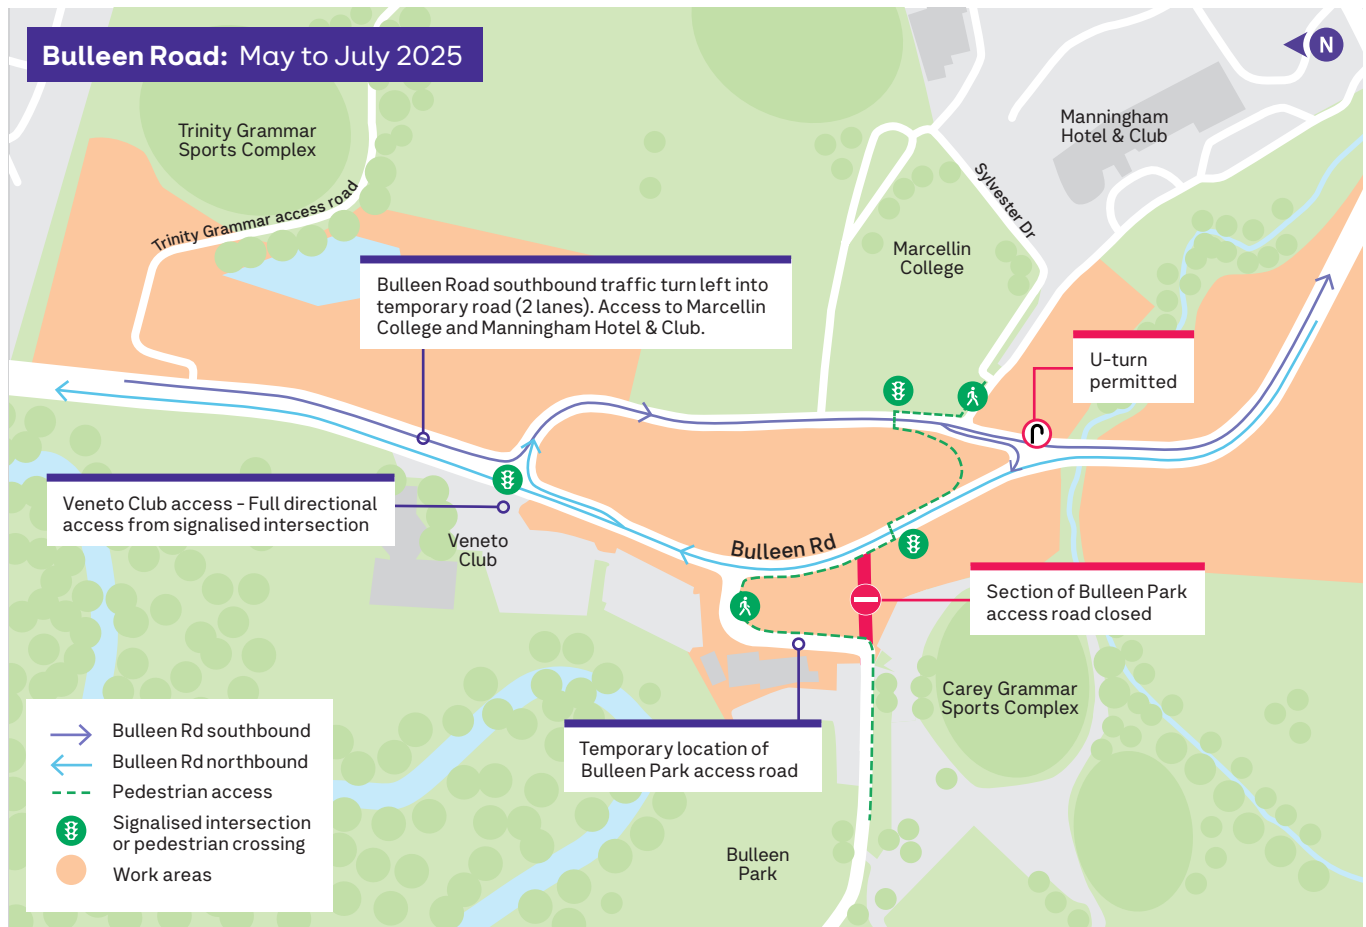 Bulleen Road: May to July 2025
N
Trinity Grammar
Sports Complex
Manningham
Hotel & Club
Trinity Grammar access road
Sylvester Dr
Marcellin
College
Bulleen Road southbound traffic turn left into
temporary road (2 lanes). Access to Marcellin
College and Manningham Hotel & Club.
U-turn
permitted
Veneto Club access - Full directional
access from signalised intersection
Veneto
Club
Bulleen Rd
Section of Bulleen Park
access road closed
Carey Grammar
Sports Complex
Temporary location of
Bulleen Park access road
Bulleen
Park
Bulleen Rd southbound
Bulleen Rd northbound
Pedestrian access
Signalised intersection
or pedestrian crossing
Work areas